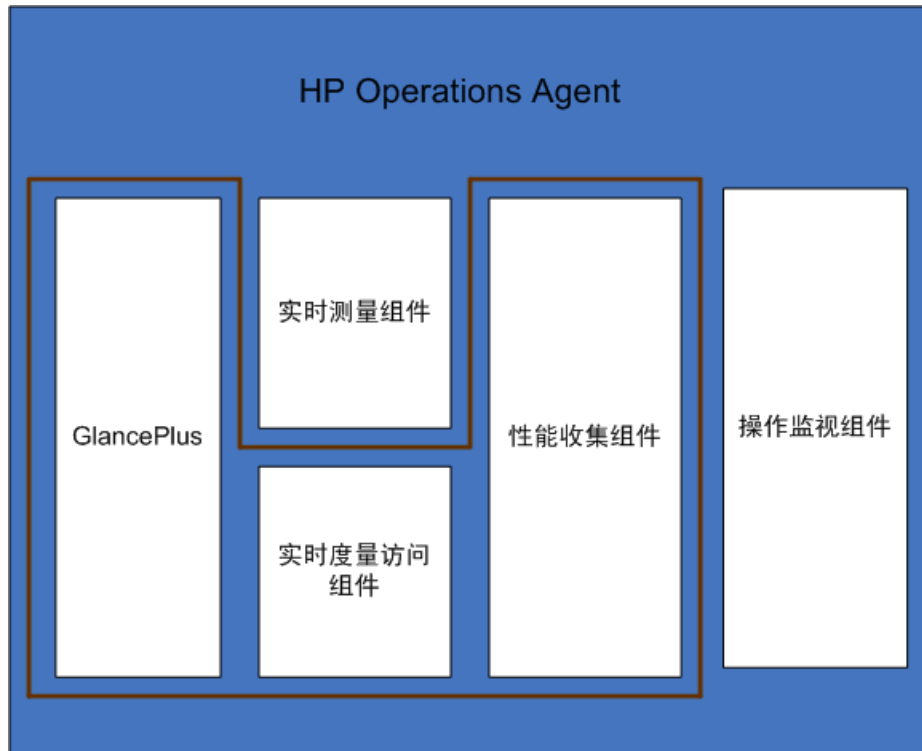 HP Operations Agent
实时测量组件
GlancePlus
性能收集组件
操作监视组件
实时度量访问
组件